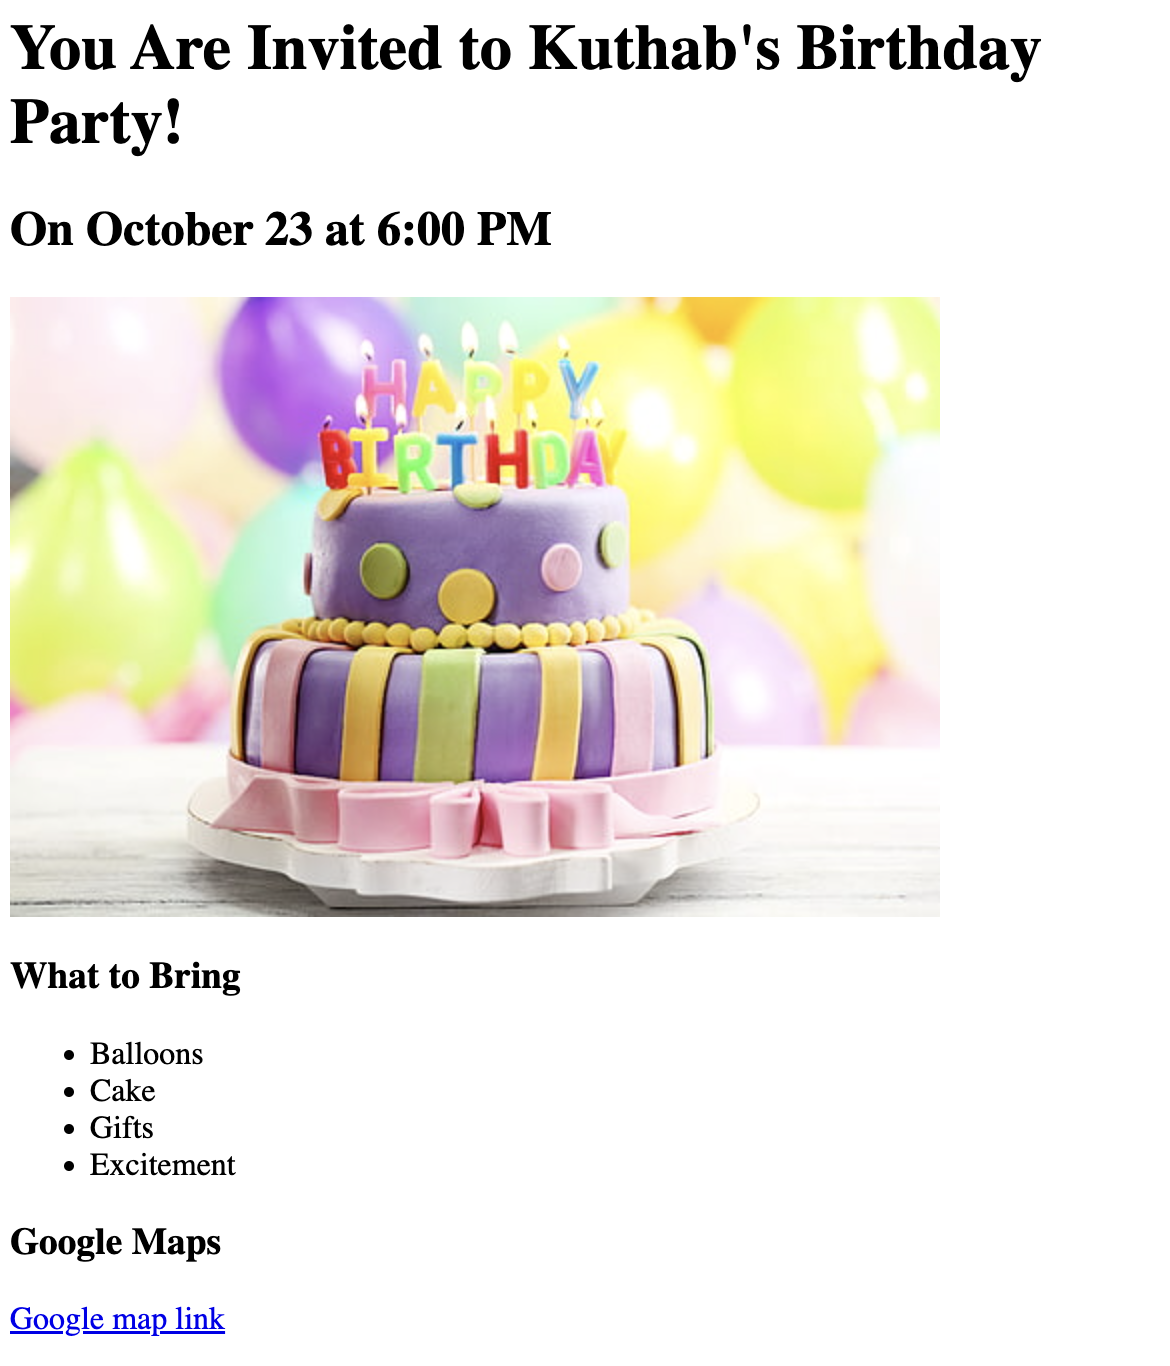 You Are Invited to Kuthab's Birthday
Party!
On October 23 at 6:00 PM
HAPPY
BIRTHDAY
What to Bring
Balloons
Cake
Gifts
Excitement
Google Maps
Google map link